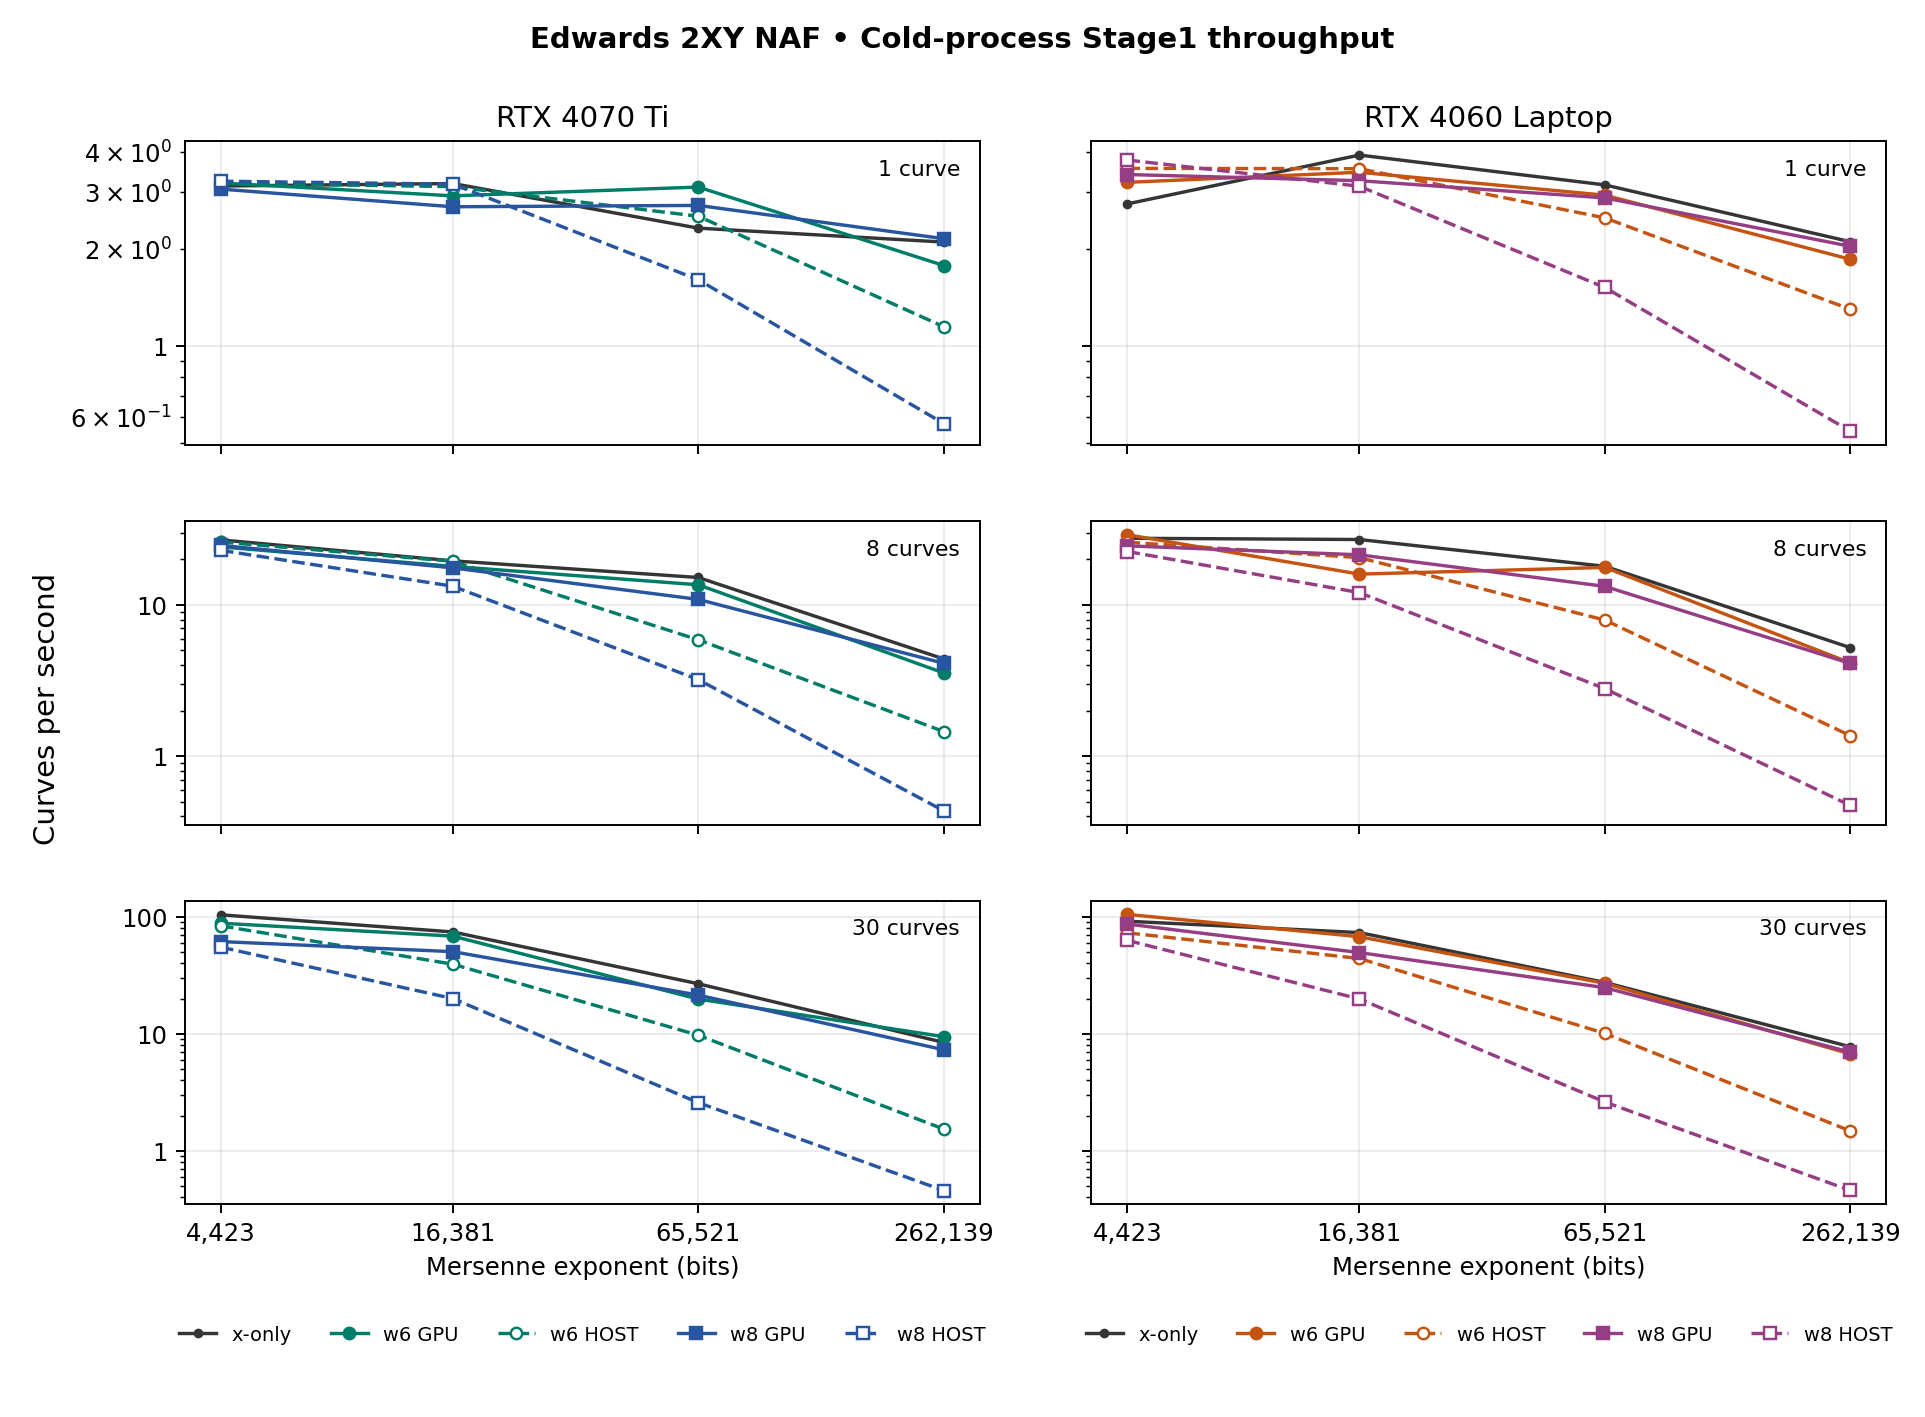 Edwards 2XY NAF • Cold-process Stage1 throughput
RTX 4070 Ti
RTX 4060 Laptop
4 × 10⁰
3 × 10⁰
2 × 10⁰
1
6 × 10⁻¹
1 curve
1 curve
Curves per second
10
1
8 curves
8 curves
100
10
1
30 curves
30 curves
4,423 16,381 65,521 262,139
4,423 16,381 65,521 262,139
Mersenne exponent (bits)
Mersenne exponent (bits)
x-only w6 GPU w6 HOST w8 GPU w8 HOST
x-only w6 GPU w6 HOST w8 GPU w8 HOST